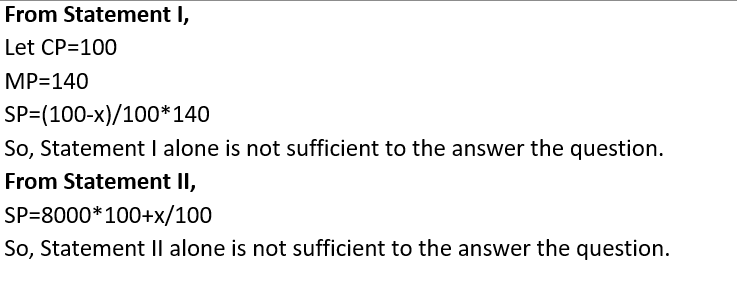 From Statement I,
Let CP=100
MP=140
SP=(100-x)/100*140
So, Statement I alone is not sufficient to the answer the question.
From Statement II,
SP=8000*100+x/100
So, Statement II alone is not sufficient to the answer the question.